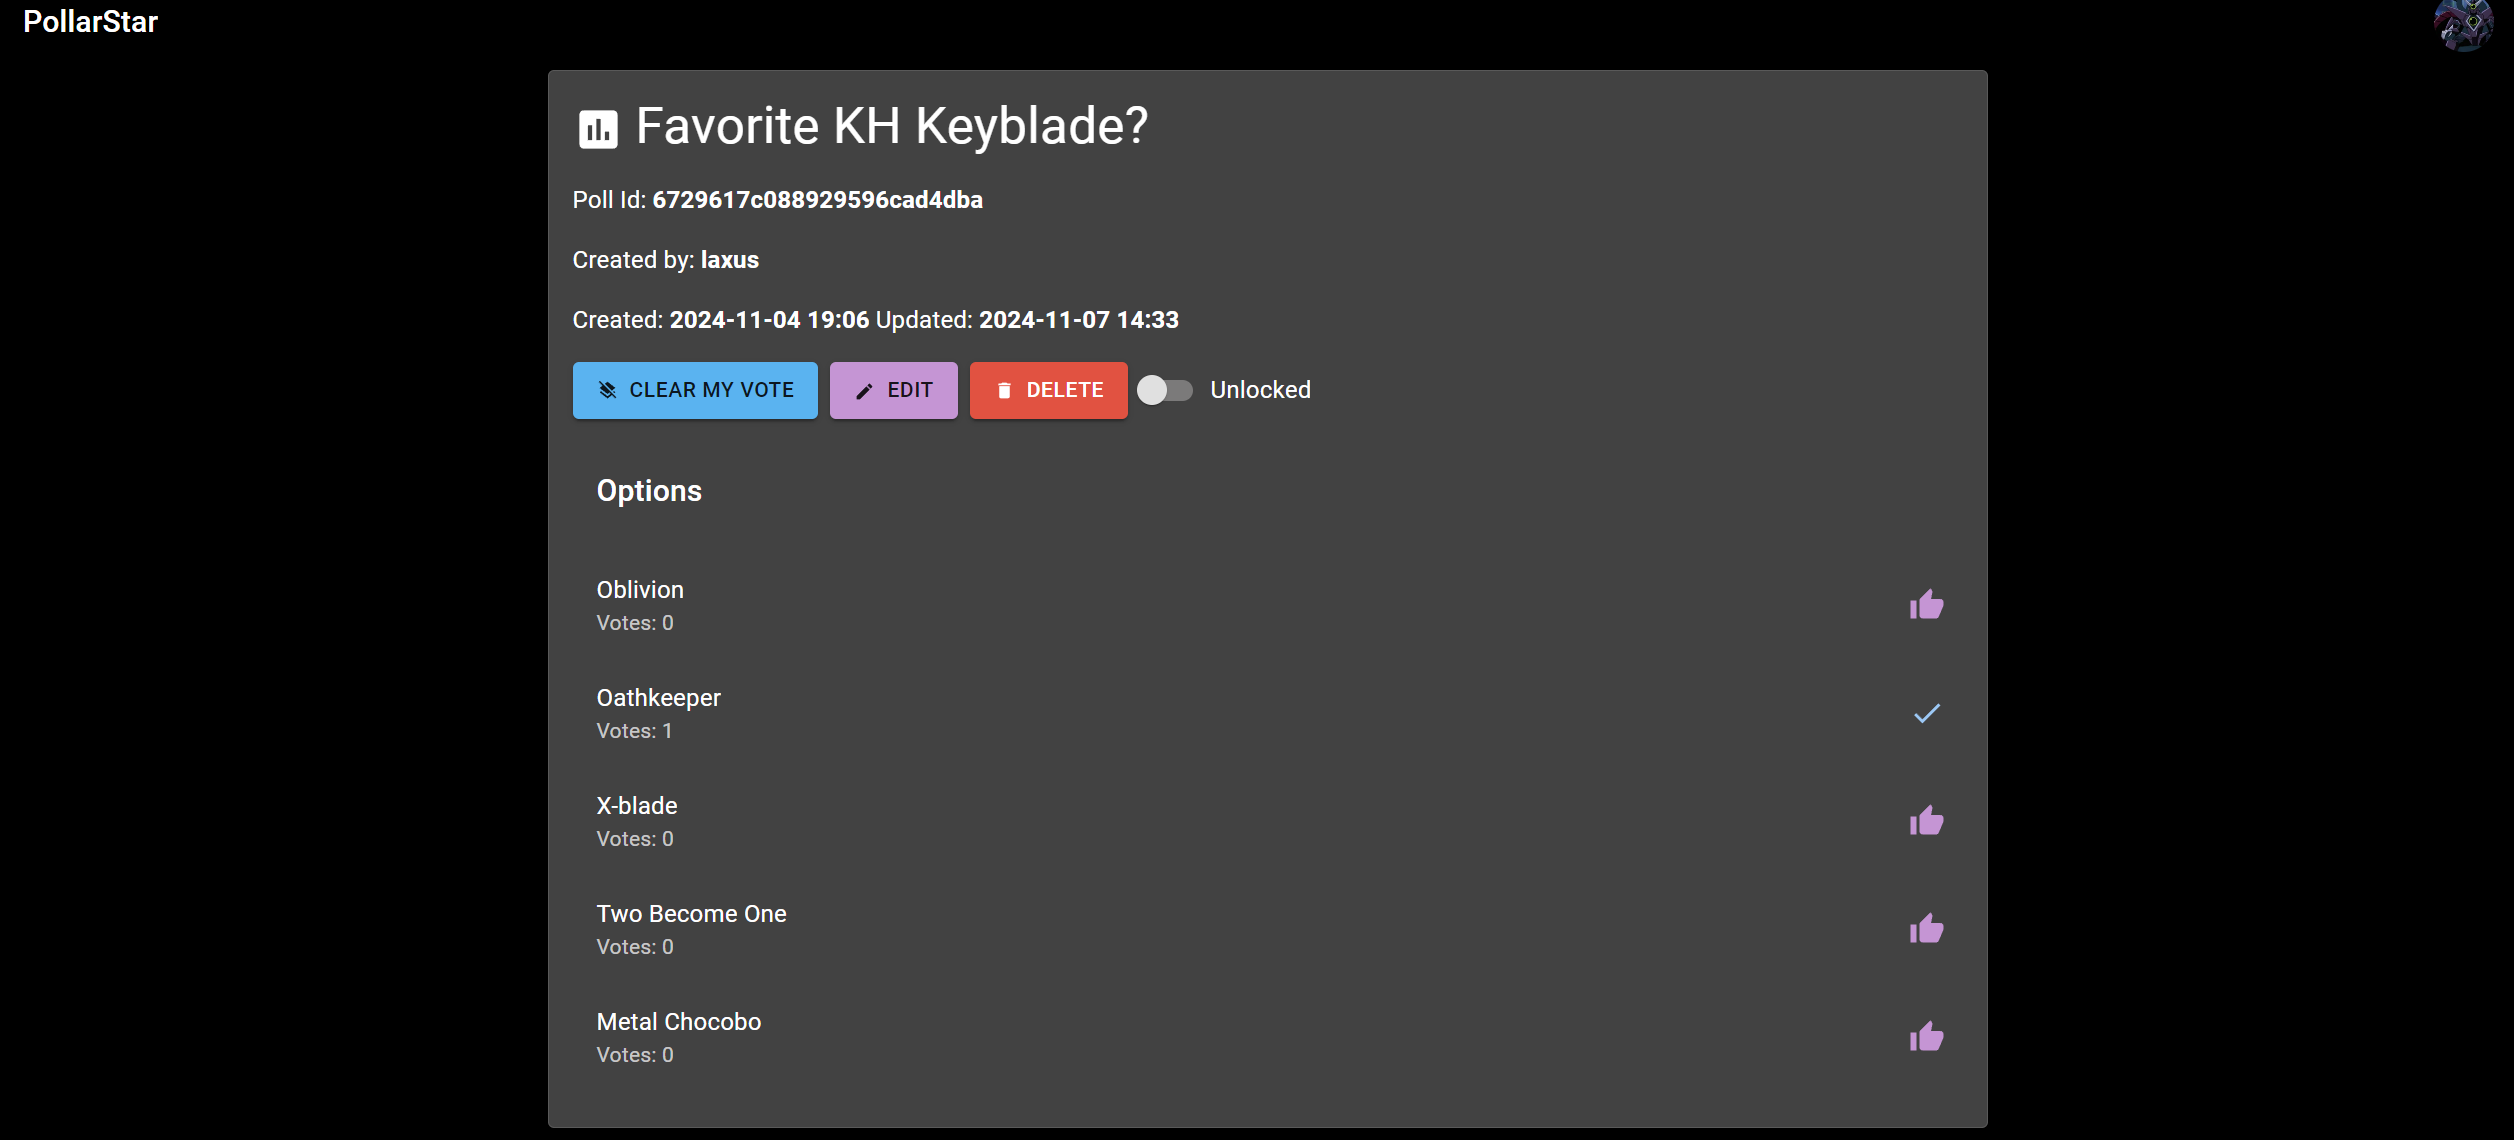 PollarStar
Favorite KH Keyblade?
Poll Id: 6729617c088929596cad4dba
Created by: laxus
Created: 2024-11-04 19:06 Updated: 2024-11-07 14:33
CLEAR MY VOTE EDIT DELETE Unlocked
Options
Oblivion
Votes: 0
Oathkeeper
Votes: 1
X-blade
Votes: 0
Two Become One
Votes: 0
Metal Chocobo
Votes: 0